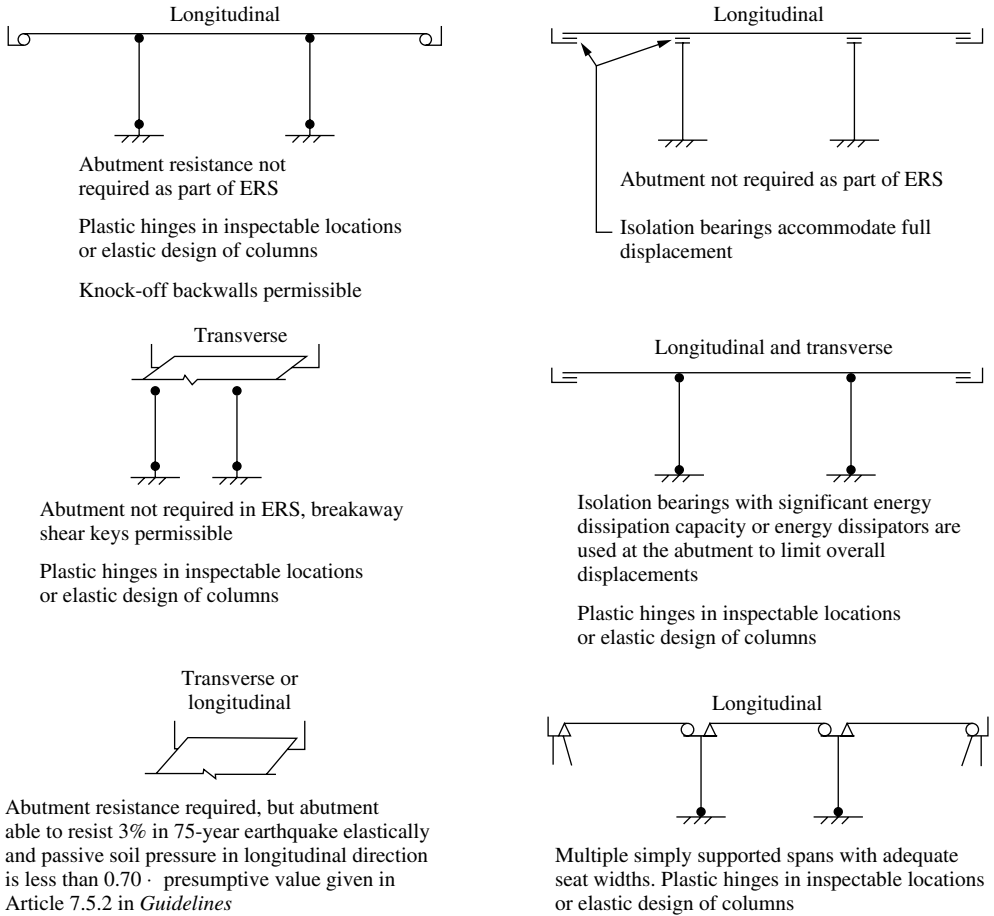 Longitudinal
Abutment resistance not
required as part of ERS
Plastic hinges in inspectable locations
or elastic design of columns
Knock-off backwalls permissible
Longitudinal
Abutment not required as part of ERS
Isolation bearings accommodate full
displacement
Transverse
Abutment not required in ERS, breakaway
shear keys permissible
Plastic hinges in inspectable locations
or elastic design of columns
Longitudinal and transverse
Isolation bearings with significant energy
dissipation capacity or energy dissipators are
used at the abutment to limit overall
displacements
Plastic hinges in inspectable locations
or elastic design of columns
Transverse or
longitudinal
Abutment resistance required, but abutment
able to resist 3% in 75-year earthquake elastically
and passive soil pressure in longitudinal direction
is less than 0.70 · presumptive value given in
Article 7.5.2 in Guidelines
Longitudinal
Multiple simply supported spans with adequate
seat widths. Plastic hinges in inspectable locations
or elastic design of columns